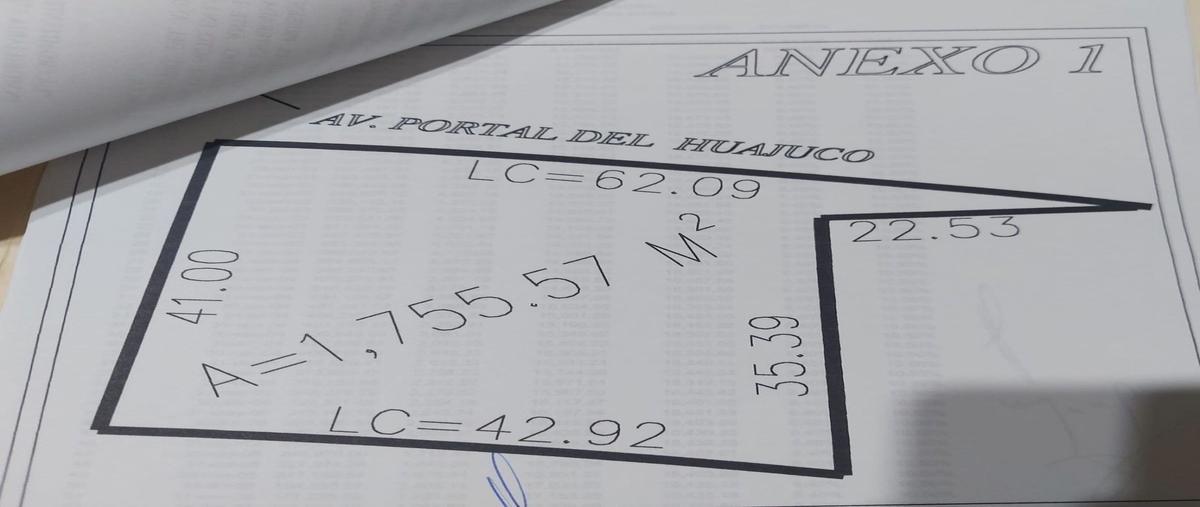 ANEXO 1
AV. PORTAL DEL HUAJUCO
LC=62.09
22.53
41.00
A=1,755.57 M²
35.39
LC=42.92